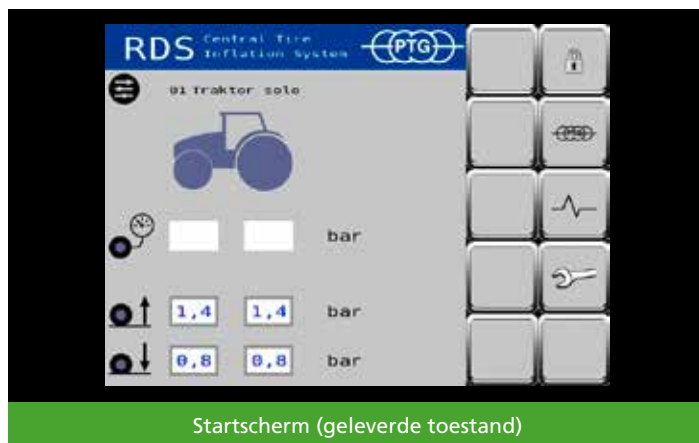 RDS Central Tire
Inflation System
PTG
01 Traktor solo
bar
1,4 1,4 bar
0,8 0,8 bar
PTG
Startscherm (geleverde toestand)